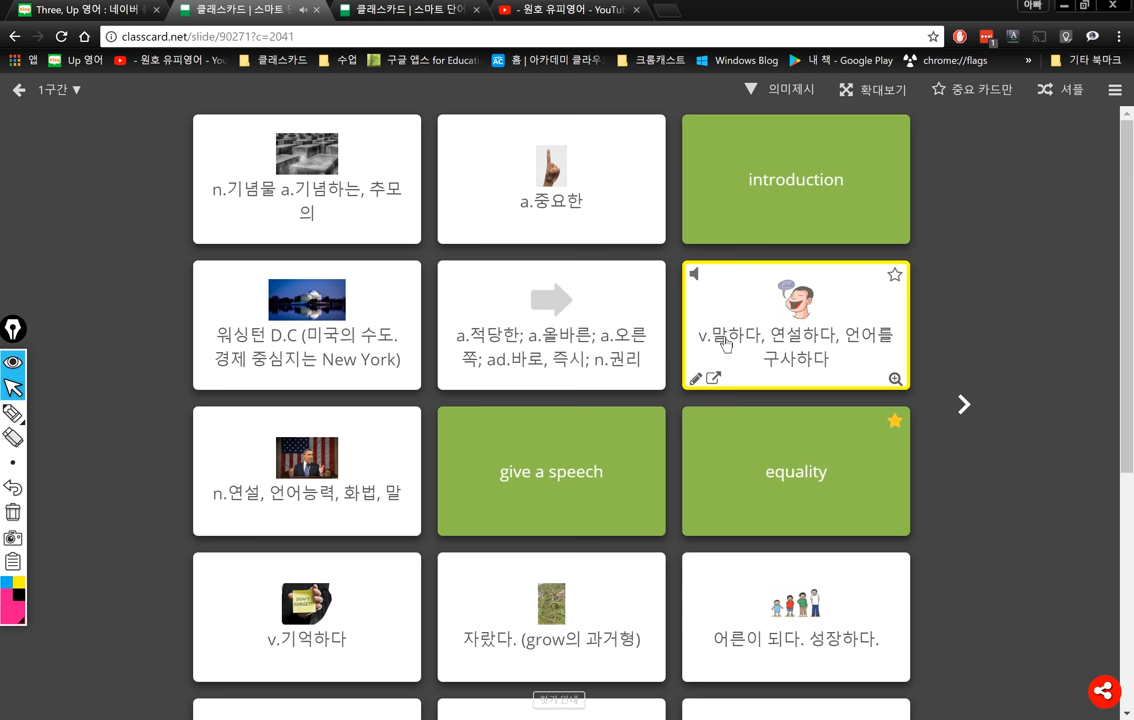 Three, Up 영어 : 네이버
클래스카드 | 스마트 단
클래스카드 | 스마트 단어
- 원호 유피영어 - YouTu
아빠
classcard.net/slide/90271?c=2041
1
앱
Up 영어
- 원호 유피영어 - You
클래스카드
수업
구글 앱스 for Educati
홈 | 아카데미 클라우
크롬캐스트
Windows Blog
내 책 - Google Play
chrome://flags
»
기타 북마크
1구간 ▼
의미제시
확대보기
중요 카드만
셔플
n.기념물 a.기념하는, 추모
의
a.중요한
introduction
워싱턴 D.C (미국의 수도.
경제 중심지는 New York)
a.적당한; a.올바른; a.오른
쪽; ad.바로, 즉시; n.권리
v.말하다, 연설하다, 언어를
구사하다
n.연설, 언어능력, 화법, 말
give a speech
equality
DON'T
FORGET!
v.기억하다
자랐다. (grow의 과거형)
어른이 되다. 성장하다.